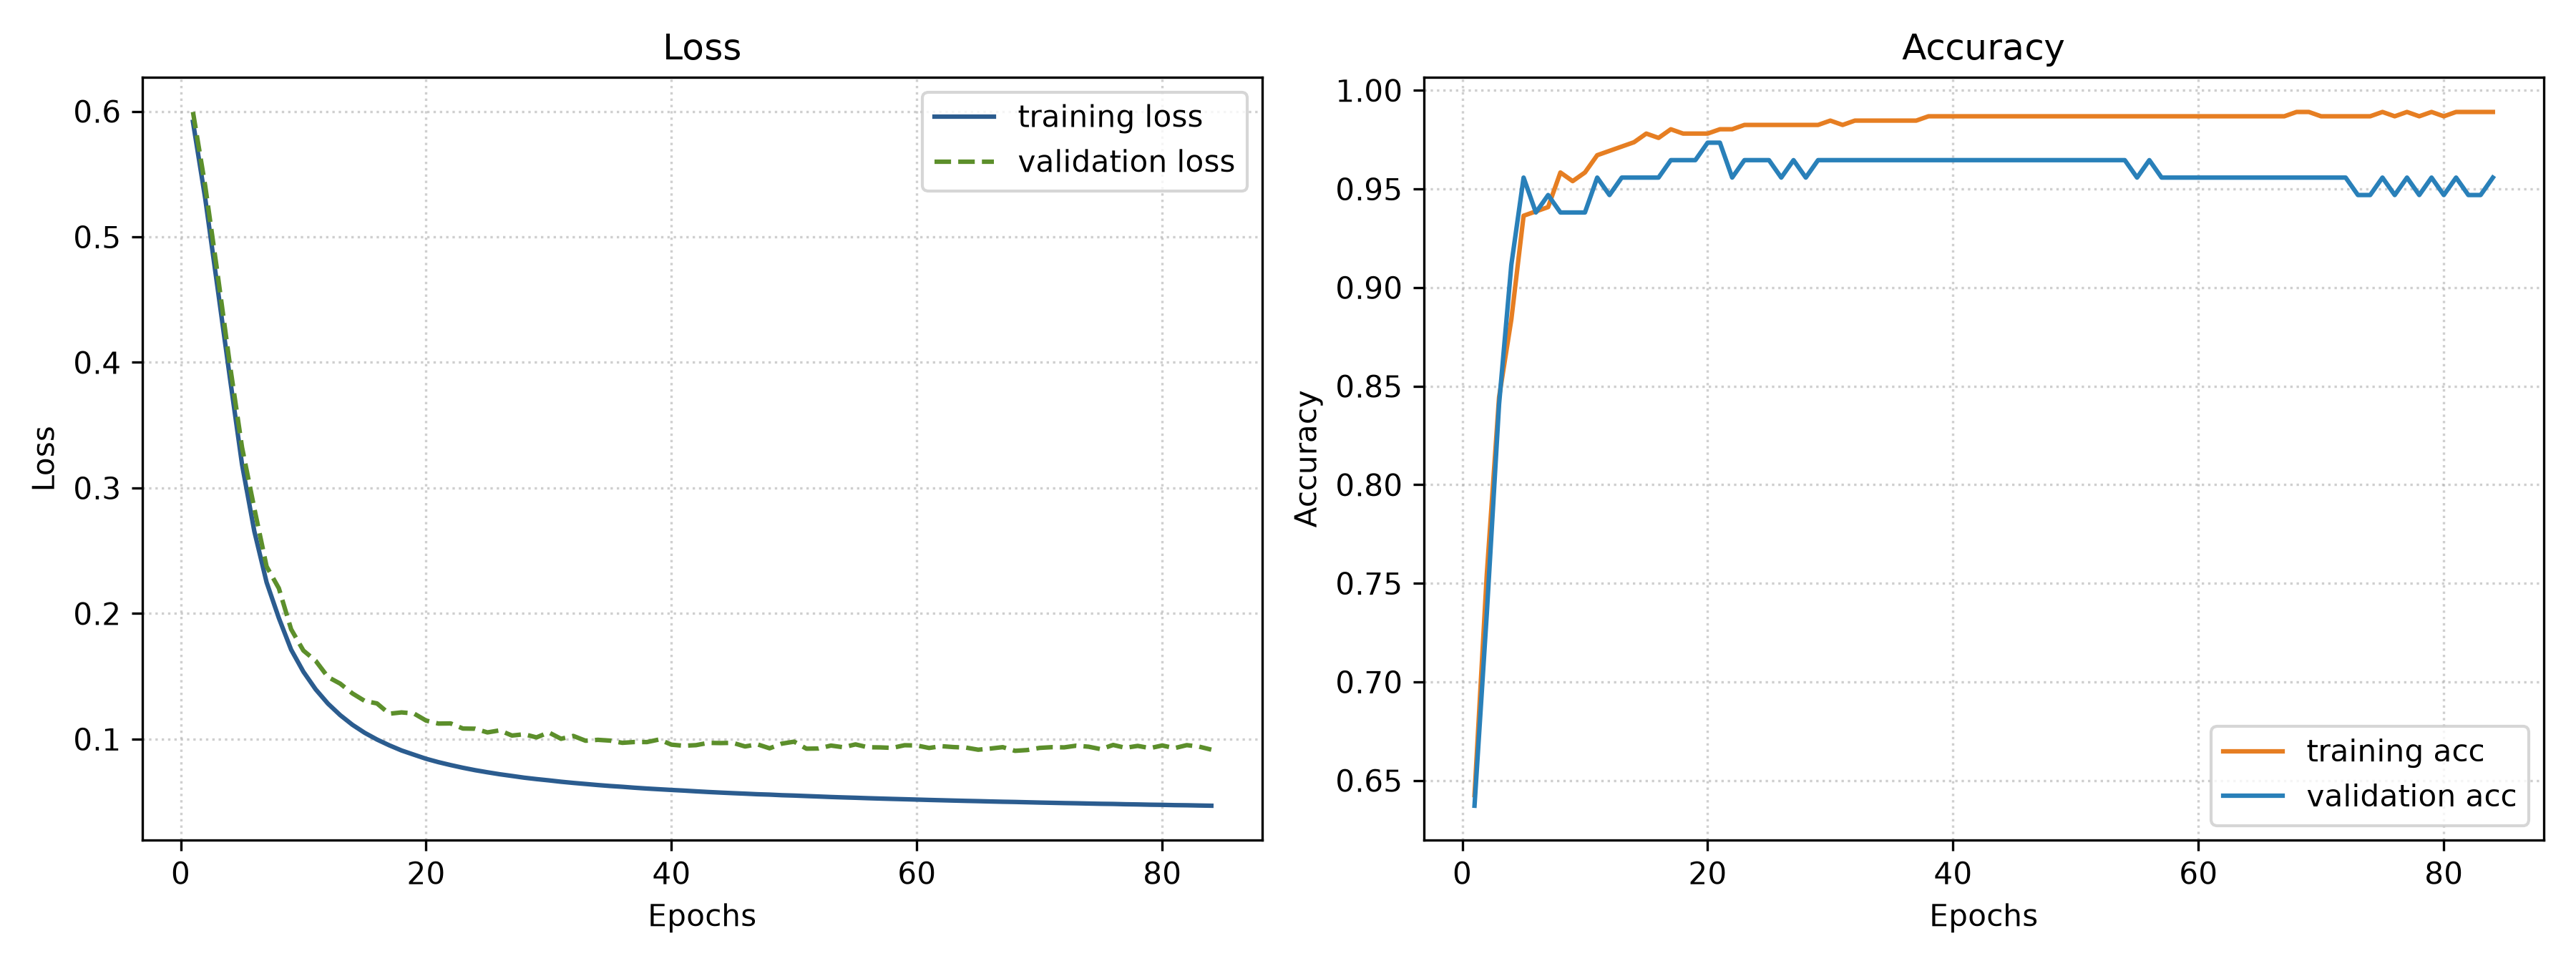 Loss
0.6
0.5
0.4
0.3
0.2
0.1
Loss
0 20 40 60 80
Epochs
training loss
validation loss
Accuracy
1.00
0.95
0.90
0.85
0.80
0.75
0.70
0.65
Accuracy
0 20 40 60 80
Epochs
training acc
validation acc